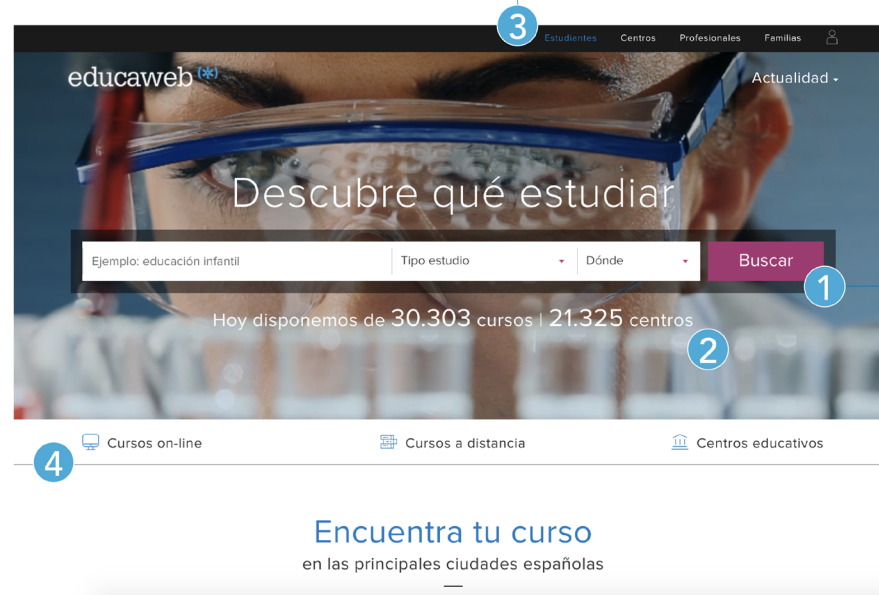 3
Estudiantes Centros Profesionales Familias
educaweb(*)
Actualidad
Descubre qué estudiar
Ejemplo: educación infantil Tipo estudio Dónde Buscar
1
Hoy disponemos de 30.303 cursos | 21.325 centros
2
Cursos on-line Cursos a distancia Centros educativos
4
Encuentra tu curso
en las principales ciudades españolas